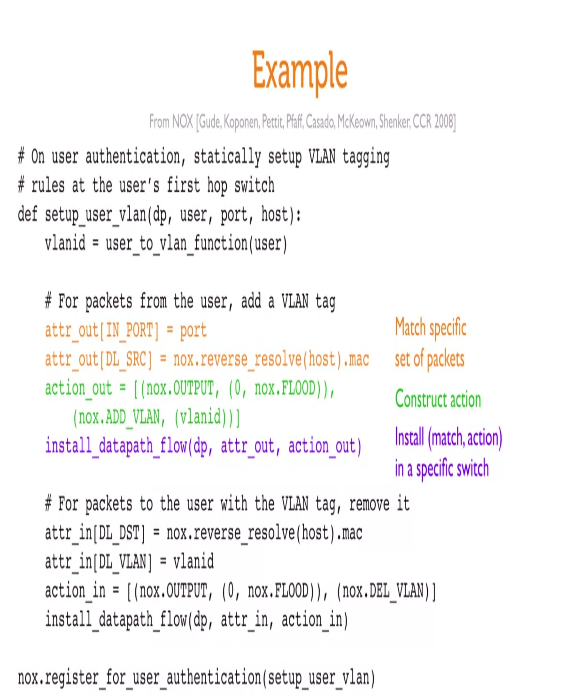 Example
From NOX [Gude, Koponen, Pettit, Pfaff, Casado, McKeown, Shenker, CCR 2008]
# On user authentication, statically setup VLAN tagging
# rules at the user's first hop switch
def setup_user_vlan(dp, user, port, host):
    vlanid = user_to_vlan_function(user)

    # For packets from the user, add a VLAN tag
    attr_out[IN_PORT] = port
    attr_out[DL_SRC] = nox.reverse_resolve(host).mac
    action_out = [(nox.OUTPUT, (0, nox.FLOOD)),
        (nox.ADD_VLAN, (vlanid))]
    install_datapath_flow(dp, attr_out, action_out)
Match specific
set of packets
Construct action
Install (match, action)
in a specific switch

    # For packets to the user with the VLAN tag, remove it
    attr_in[DL_DST] = nox.reverse_resolve(host).mac
    attr_in[DL_VLAN] = vlanid
    action_in = [(nox.OUTPUT, (0, nox.FLOOD)), (nox.DEL_VLAN)]
    install_datapath_flow(dp, attr_in, action_in)

nox.register_for_user_authentication(setup_user_vlan)